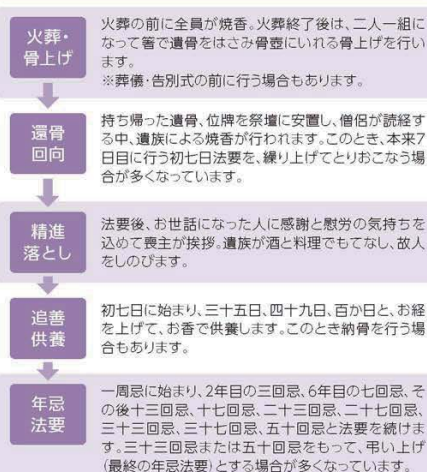 火葬・
骨上げ
火葬の前に全員が焼香。火葬終了後は、二人一組に
なって箸で遺骨をはさみ骨壺にいれる骨上げを行い
ます。
※葬儀・告別式の前に行う場合もあります。
還骨
回向
持ち帰った遺骨、位牌を祭壇に安置し、僧侶が読経す
る中、遺族による焼香が行われます。このとき、本来7
日目に行う初七日法要を、繰り上げてとりおこなう場
合が多くなっています。
精進
落とし
法要後、お世話になった人に感謝と慰労の気持ちを
込めて喪主が挨拶。遺族が酒と料理でもてなし、故人
をしのびます。
追善
供養
初七日に始まり、三十五日、四十九日、百か日と、お経
を上げて、お香で供養します。このとき納骨を行う場
合もあります。
年忌
法要
一周忌に始まり、2年目の三回忌、6年目の七回忌、そ
の後十三回忌、十七回忌、二十三回忌、二十七回忌、
三十三回忌、三十七回忌、五十回忌と法要を続けま
す。三十三回忌または五十回忌をもって、弔い上げ
(最終の年忌法要)とする場合が多くなっています。